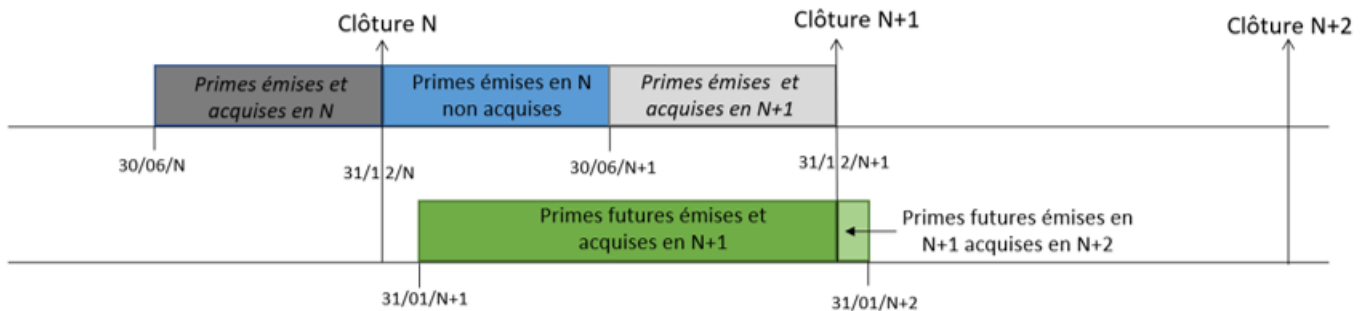 Clôture N
Clôture N+1
Clôture N+2
Primes émises et
acquises en N
Primes émises en N
non acquises
Primes émises et
acquises en N+1
30/06/N
31/12/N
30/06/N+1
31/12/N+1
Primes futures émises et
acquises en N+1
Primes futures émises en
N+1 acquises en N+2
31/01/N+1
31/01/N+2